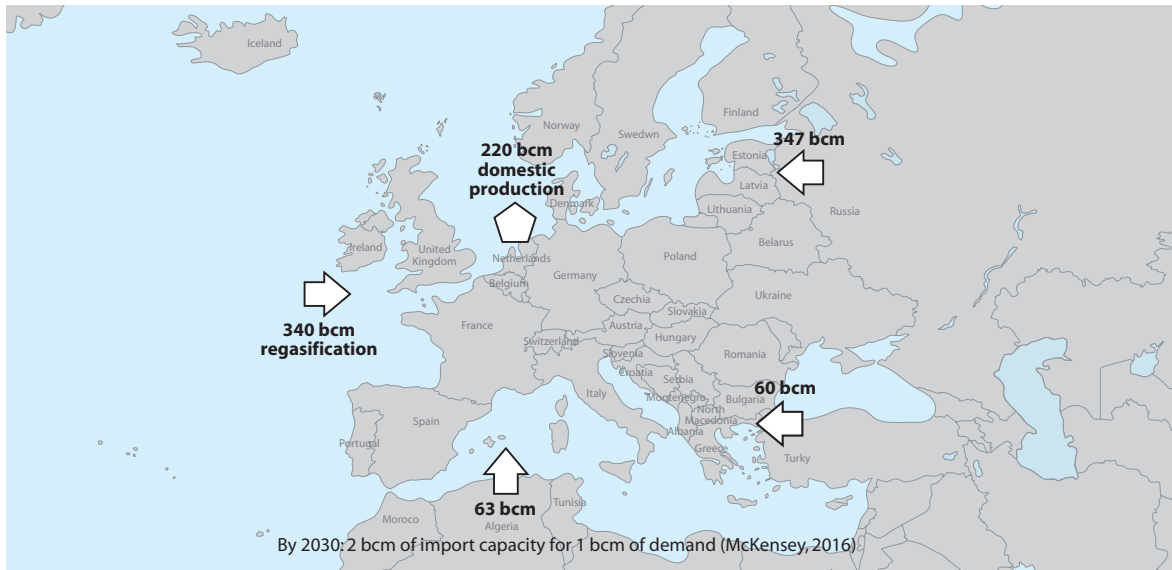 Iceland
Finland
Norway
Swedwn
347 bcm
220 bcm
domestic
production
Estonia
Latvia
Denmark
Lithuania
Russia
Belarus
Ireland
United
Kingdom
Netherlands
Poland
Belgium
Germany
Ukraine
Czechia
Slovakia
340 bcm
regasification
France
Austria
Hungary
Switzerland
Slovenia
Romania
Croatia
Serbia
60 bcm
Italy
Montenegro
Bulgaria
North
Macedonia
Spain
Portugal
Albania
Greece
Turky
63 bcm
Tunisia
Moroco
Algeria
By 2030: 2 bcm of import capacity for 1 bcm of demand (McKensey, 2016)